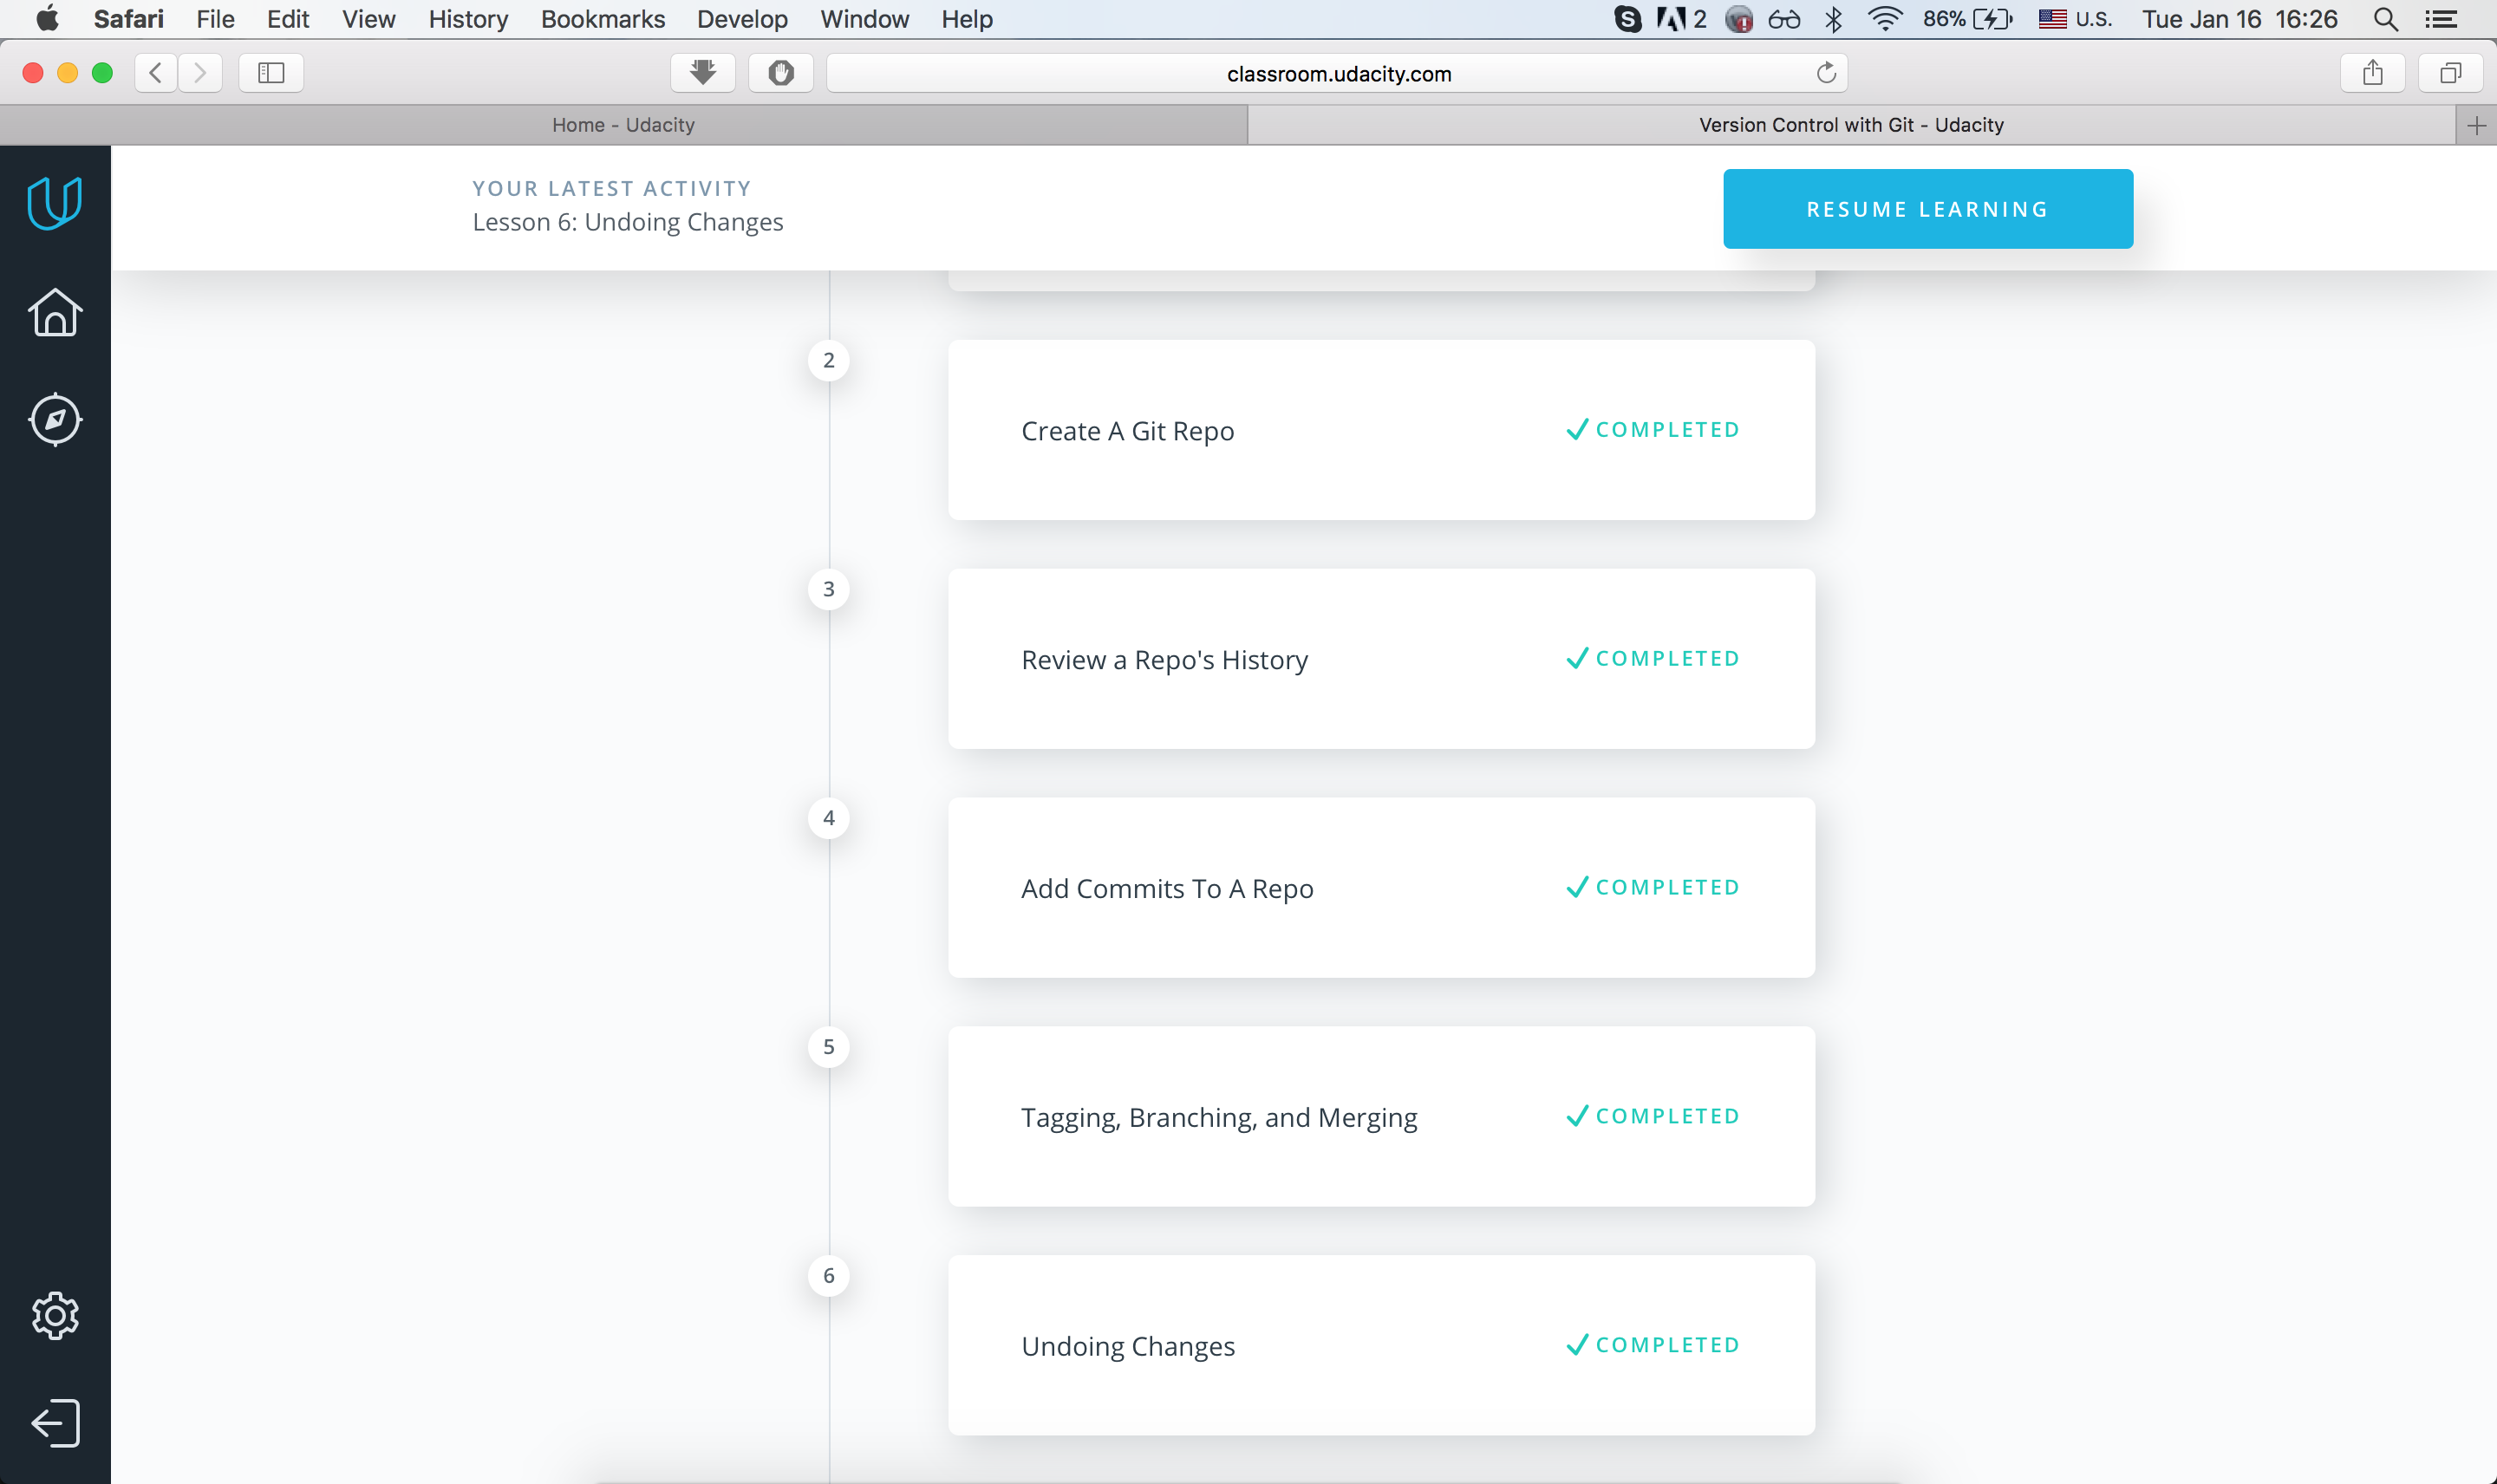 Safari File Edit View History Bookmarks Develop Window Help 2 86% U.S. Tue Jan 16 16:26
classroom.udacity.com
Home - Udacity
Version Control with Git - Udacity
YOUR LATEST ACTIVITY
Lesson 6: Undoing Changes
RESUME LEARNING
2
Create A Git Repo
COMPLETED
3
Review a Repo's History
COMPLETED
4
Add Commits To A Repo
COMPLETED
5
Tagging, Branching, and Merging
COMPLETED
6
Undoing Changes
COMPLETED